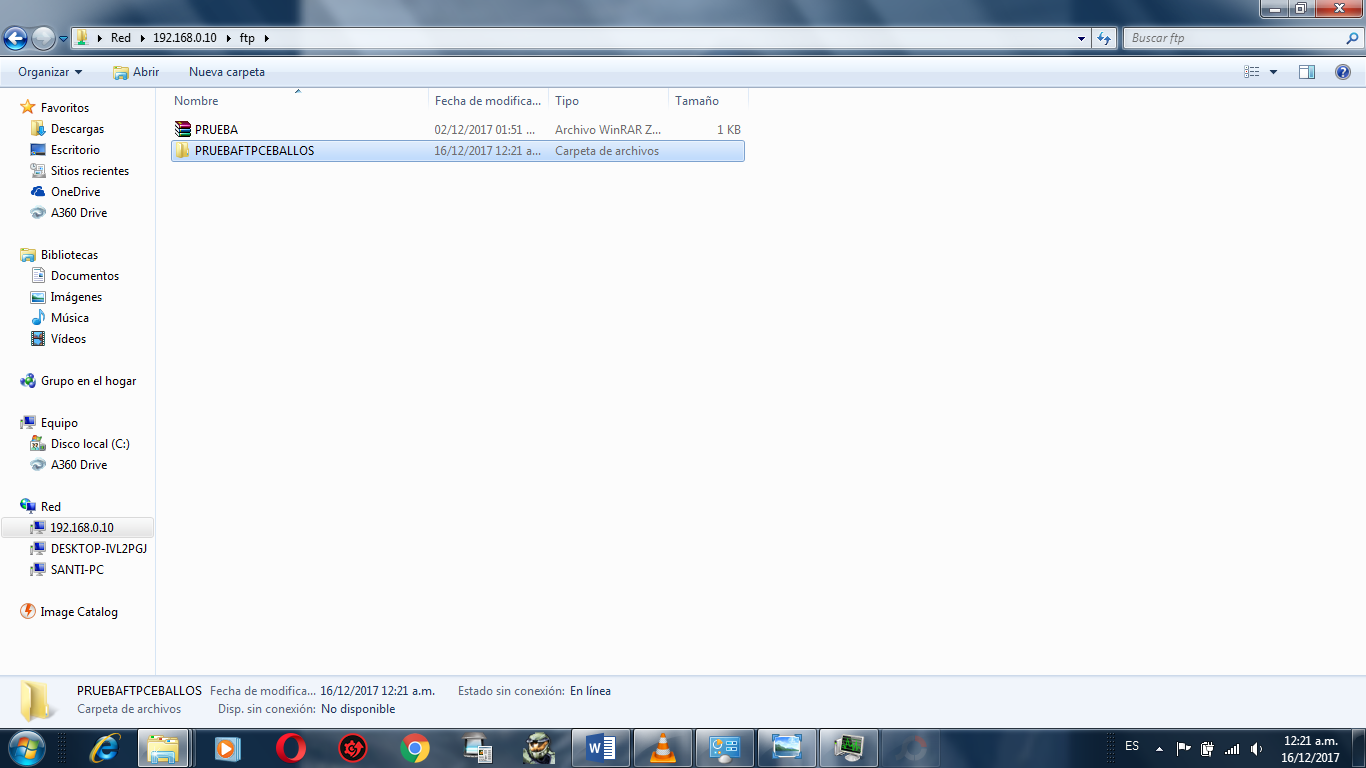 Red 192.168.0.10 ftp Buscar ftp
Organizar Abrir Nueva carpeta
Nombre Fecha de modifica... Tipo Tamaño
PRUEBA 02/12/2017 01:51 ... Archivo WinRAR Z... 1 KB
PRUEBAFTPCEBALLOS 16/12/2017 12:21 a... Carpeta de archivos
Favoritos
Descargas
Escritorio
Sitios recientes
OneDrive
A360 Drive
Bibliotecas
Documentos
Imágenes
Música
Vídeos
Grupo en el hogar
Equipo
Disco local (C:)
A360 Drive
Red
192.168.0.10
DESKTOP-IVL2PGJ
SANTI-PC
Image Catalog
PRUEBAFTPCEBALLOS Fecha de modifica... 16/12/2017 12:21 a.m. Estado sin conexión: En línea
Carpeta de archivos Disp. sin conexión: No disponible
ES 12:21 a.m.
16/12/2017